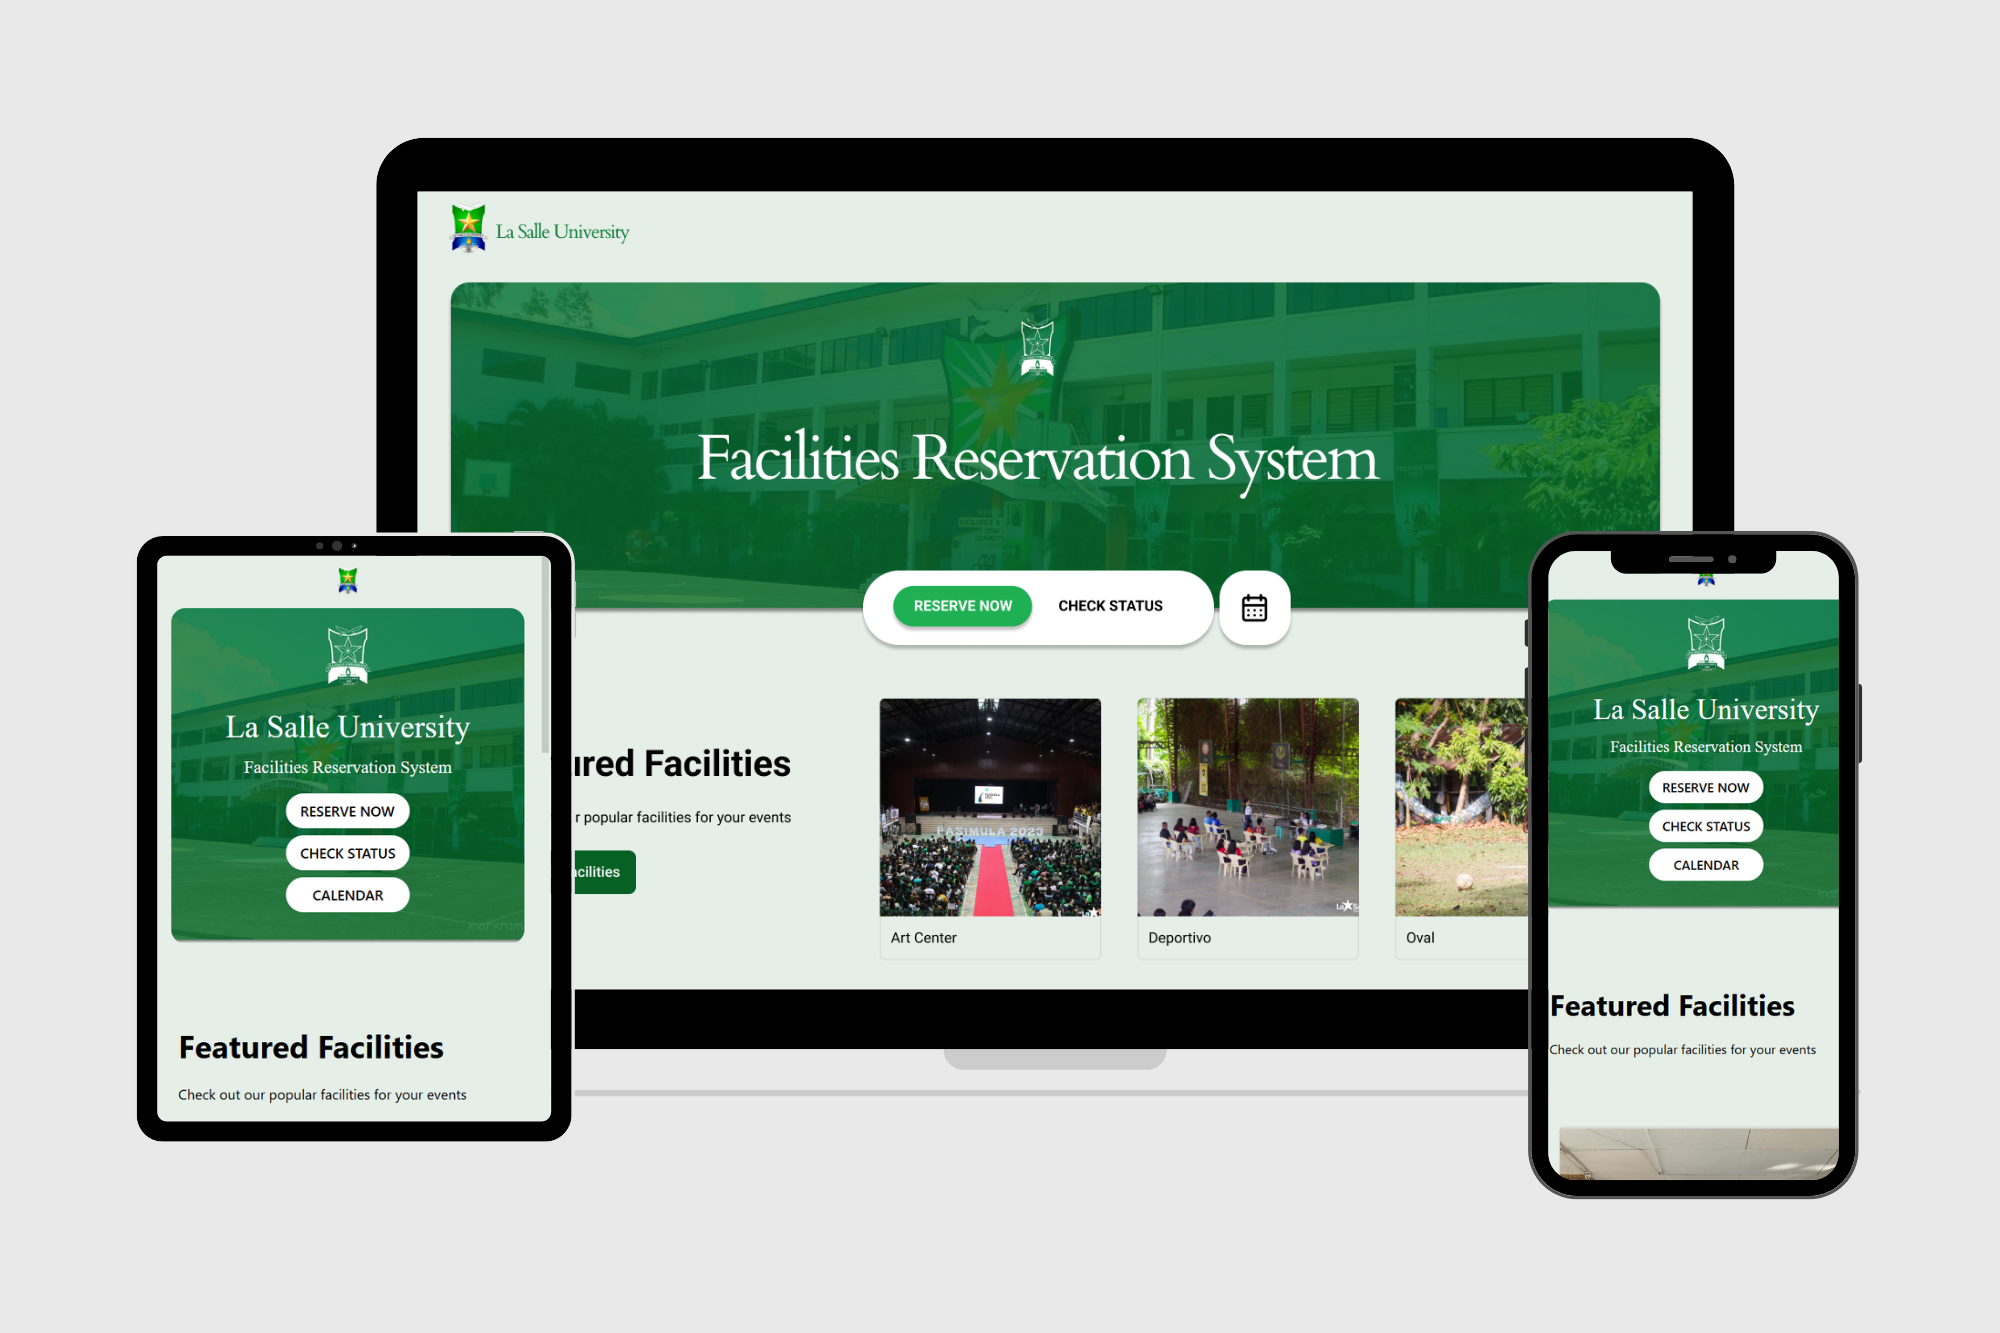 La Salle University
Facilities Reservation System
RESERVE NOW
CHECK STATUS
ured Facilities
r popular facilities for your events
acilities
PASIMULA 2023
Art Center
Deportivo
Oval
La Salle University
Facilities Reservation System
RESERVE NOW
CHECK STATUS
CALENDAR
Featured Facilities
Check out our popular facilities for your events
La Salle University
Facilities Reservation System
RESERVE NOW
CHECK STATUS
CALENDAR
Featured Facilities
Check out our popular facilities for your events